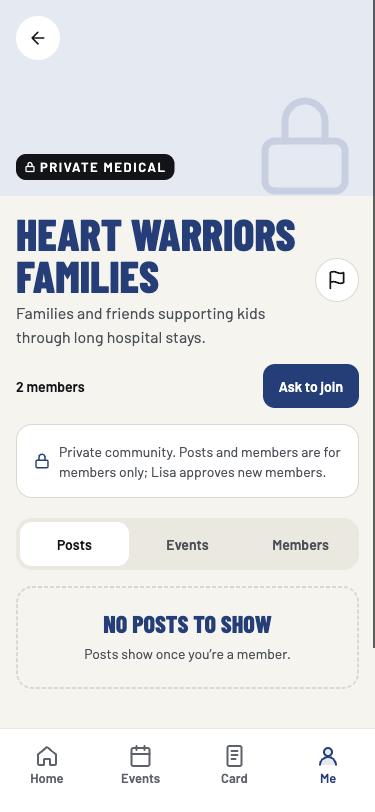 PRIVATE MEDICAL
HEART WARRIORS
FAMILIES
Families and friends supporting kids
through long hospital stays.
2 members
Ask to join
Private community. Posts and members are for
members only; Lisa approves new members.
Posts
Events
Members
NO POSTS TO SHOW
Posts show once you're a member.
Home
Events
Card
Me